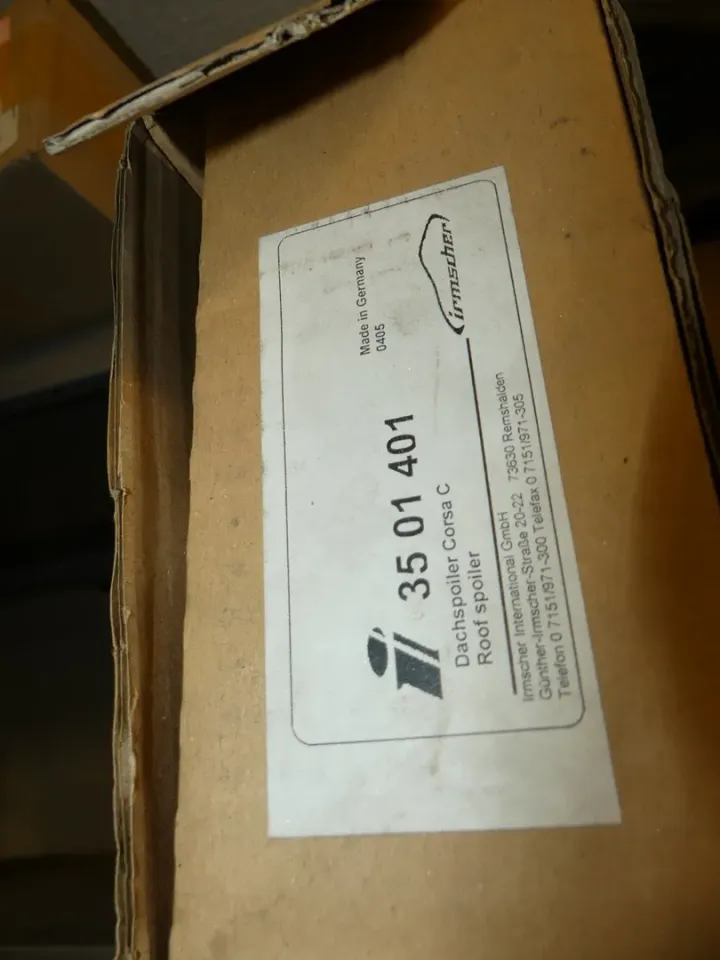 Made in Germany
0405
35 01 401
Dachspoiler Corsa C
Roof spoiler
irmscher
Irmscher International GmbH
Günther-Irmscher-Straße 20-22 73630 Remshalden
Telefon 0 7151/971-300 Telefax 0 7151/971-305